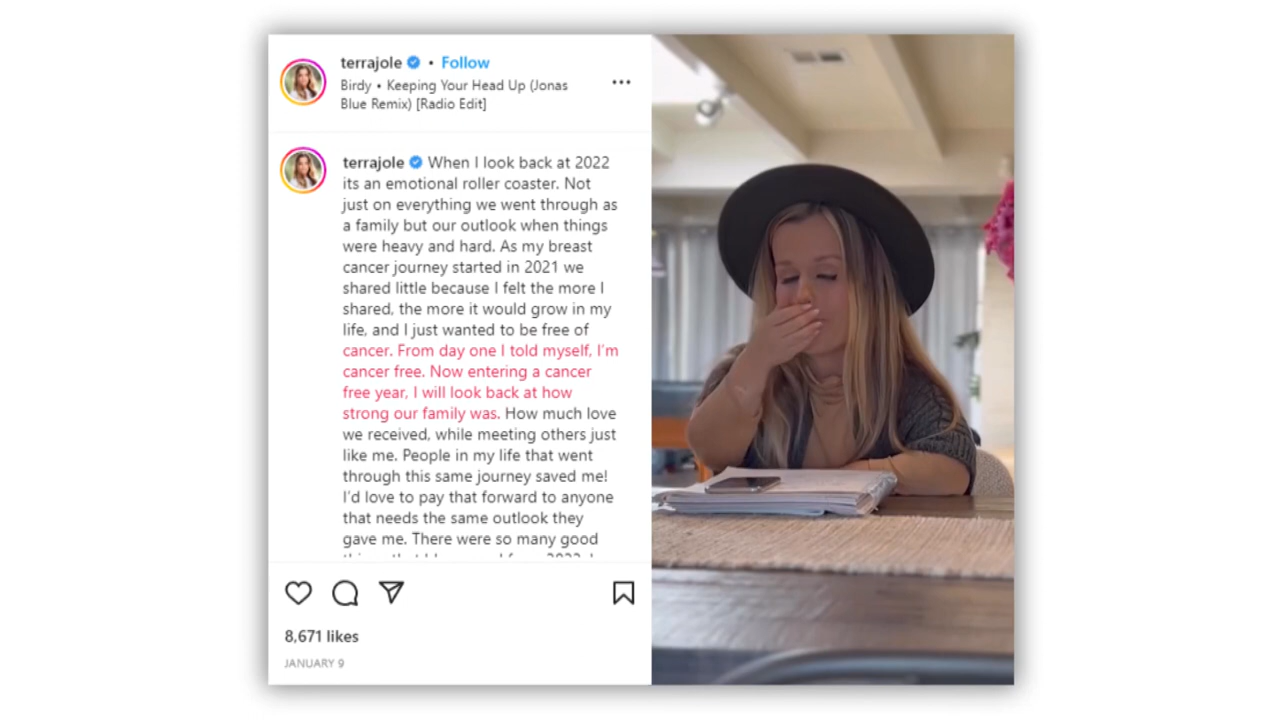 terrajole • Follow
Birdy • Keeping Your Head Up (Jonas
Blue Remix) [Radio Edit]
terrajole When I look back at 2022
its an emotional roller coaster. Not
just on everything we went through as
a family but our outlook when things
were heavy and hard. As my breast
cancer journey started in 2021 we
shared little because I felt the more I
shared, the more it would grow in my
life, and I just wanted to be free of
cancer. From day one I told myself, I'm
cancer free. Now entering a cancer
free year, I will look back at how
strong our family was. How much love
we received, while meeting others just
like me. People in my life that went
through this same journey saved me!
I'd love to pay that forward to anyone
that needs the same outlook they
gave me. There were so many good
8,671 likes
JANUARY 9